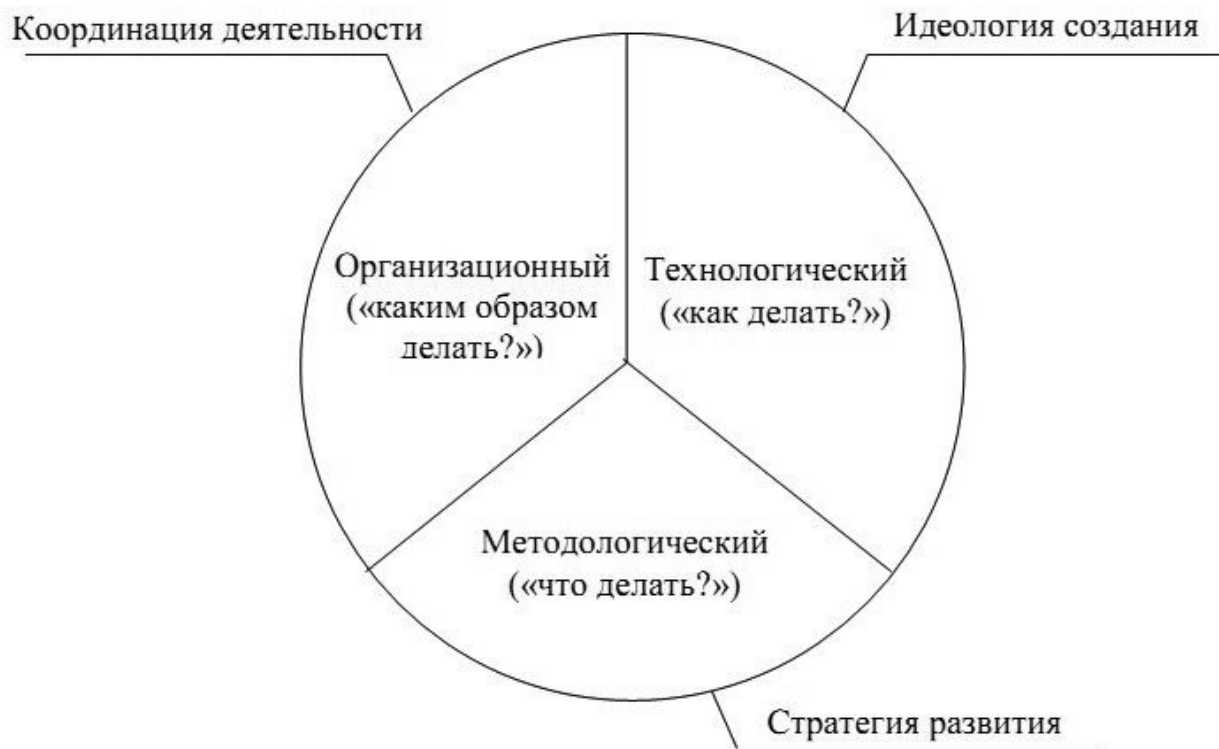 Координация деятельности
Идеология создания
Организационный
(«каким образом
делать?»)
Технологический
(«как делать?»)
Методологический
(«что делать?»)
Стратегия развития